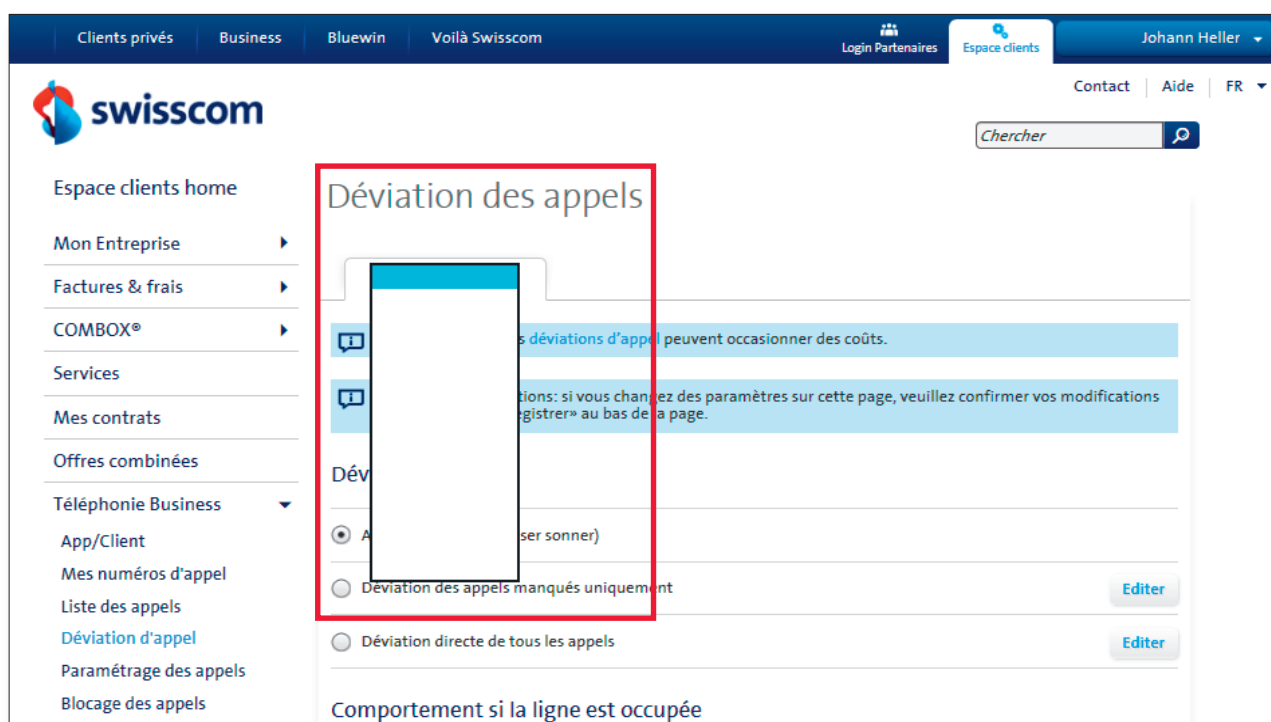 Clients privés Business Bluewin Voilà Swisscom Login Partenaires Espace clients Johann Heller
Contact Aide FR
swisscom
Chercher
Espace clients home
Mon Entreprise
Factures & frais
COMBOX®
Services
Mes contrats
Offres combinées
Téléphonie Business
App/Client
Mes numéros d'appel
Liste des appels
Déviation d'appel
Paramétrage des appels
Blocage des appels
Déviation des appels
déviations d'appel peuvent occasionner des coûts.
si vous changez des paramètres sur cette page, veuillez confirmer vos modifications
au bas de la page.
sonner)
Déviation des appels manqués uniquement Editer
Déviation directe de tous les appels Editer
Comportement si la ligne est occupée